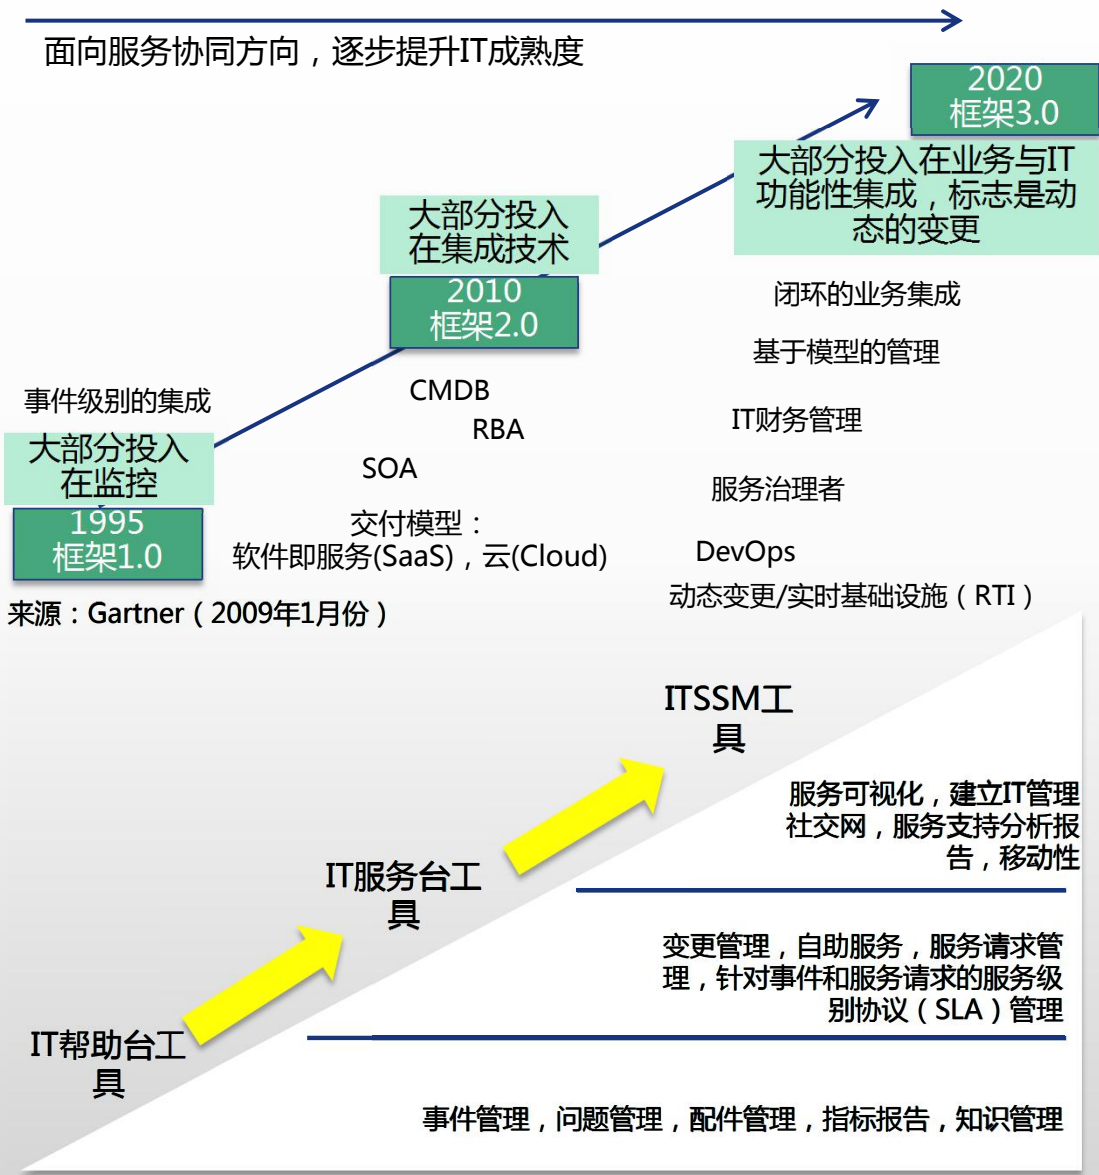 面向服务协同方向，逐步提升IT成熟度
2020
框架3.0
大部分投入在业务与IT
功能性集成，标志是动
态的变更
大部分投入
在集成技术
2010
框架2.0
闭环的业务集成
基于模型的管理
IT财务管理
服务治理者
DevOps
动态变更/实时基础设施（RTI）
CMDB
RBA
SOA
交付模型：
软件即服务(SaaS)，云(Cloud)
事件级别的集成
大部分投入
在监控
1995
框架1.0
来源：Gartner（2009年1月份）
ITSSM工
具
服务可视化，建立IT管理
社交网，服务支持分析报
告，移动性
IT服务台工
具
变更管理，自助服务，服务请求管
理，针对事件和服务请求的服务级
别协议（SLA）管理
IT帮助台工
具
事件管理，问题管理，配件管理，指标报告，知识管理